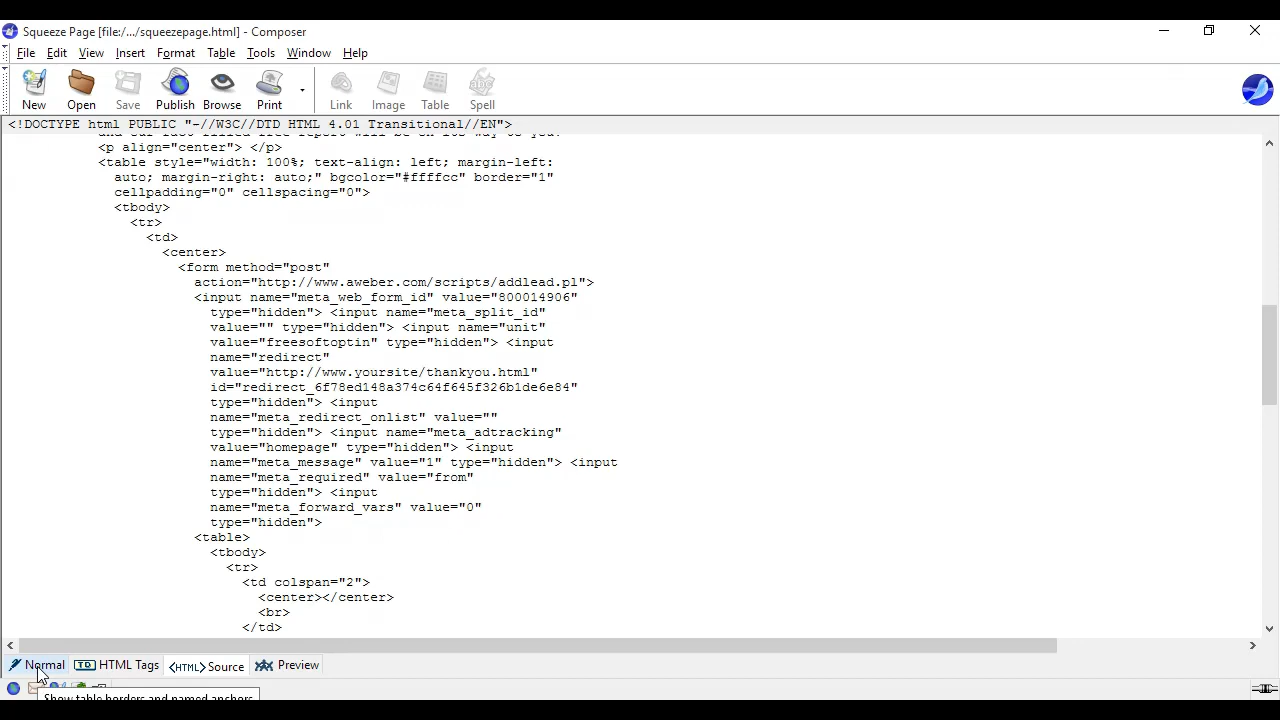 Squeeze Page [file:/.../squeezepage.html] - Composer
File Edit View Insert Format Table Tools Window Help
New Open Save Publish Browse Print Link Image Table Spell
<!DOCTYPE html PUBLIC "-//W3C//DTD HTML 4.01 Transitional//EN">
<p align="center"> </p>
<table style="width: 100%; text-align: left; margin-left:
auto; margin-right: auto;" bgcolor="#ffffcc" border="1"
cellpadding="0" cellspacing="0">
<tbody>
<tr>
<td>
<center>
<form method="post"
action="http://www.aweber.com/scripts/addlead.pl">
<input name="meta_web_form_id" value="800014906"
type="hidden"> <input name="meta_split_id"
value="" type="hidden"> <input name="unit"
value="freesoftoptin" type="hidden"> <input
name="redirect"
value="http://www.yoursite/thankyou.html"
id="redirect_6f78ed148a374c64f645f326b1de6e84"
type="hidden"> <input
name="meta_redirect_onlist" value=""
type="hidden"> <input name="meta_adtracking"
value="homepage" type="hidden"> <input
name="meta_message" value="1" type="hidden"> <input
name="meta_required" value="from"
type="hidden"> <input
name="meta_forward_vars" value="0"
type="hidden">
<table>
<tbody>
<tr>
<td colspan="2">
<center></center>
<br>
</td>
Normal TD HTML Tags <HTML> Source Preview
Show table borders and named anchors